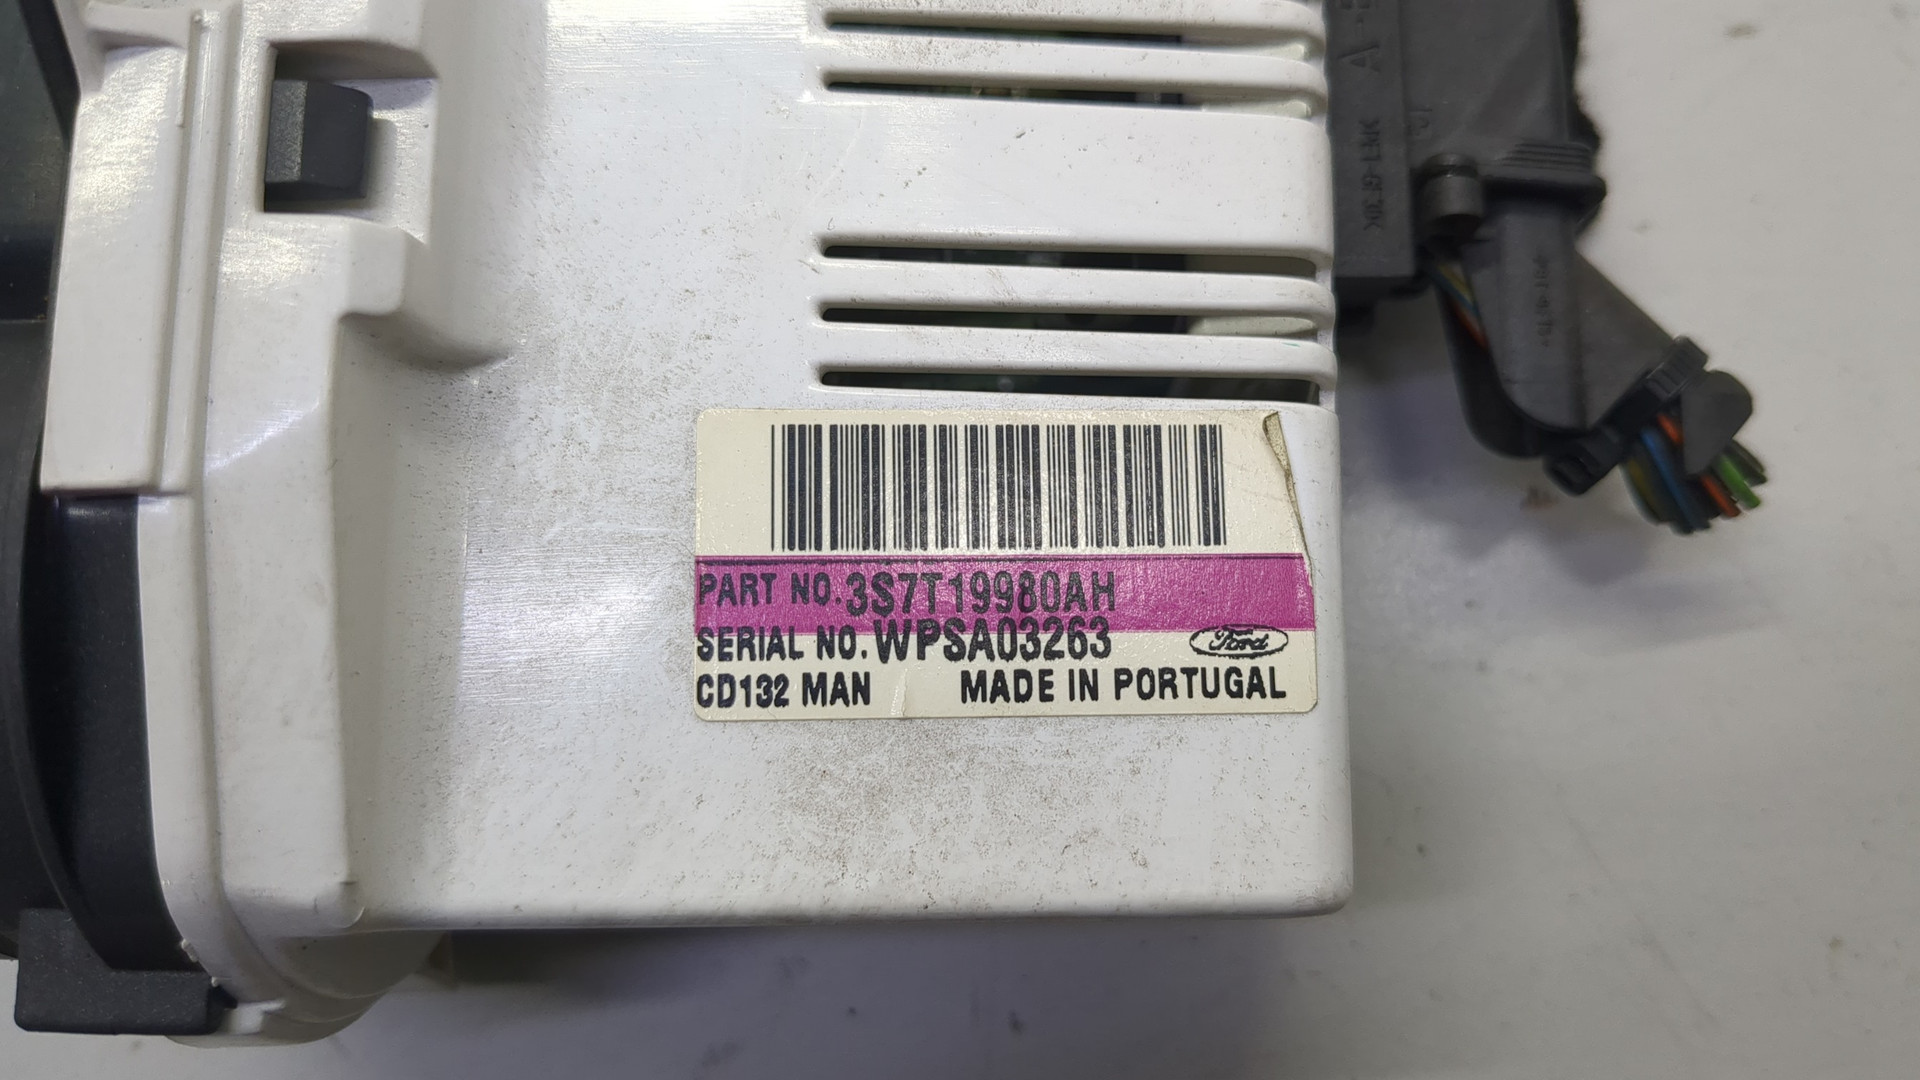 PART NO. 3S7T19980AH
SERIAL NO. WPSA03263
Ford
CD132 MAN MADE IN PORTUGAL